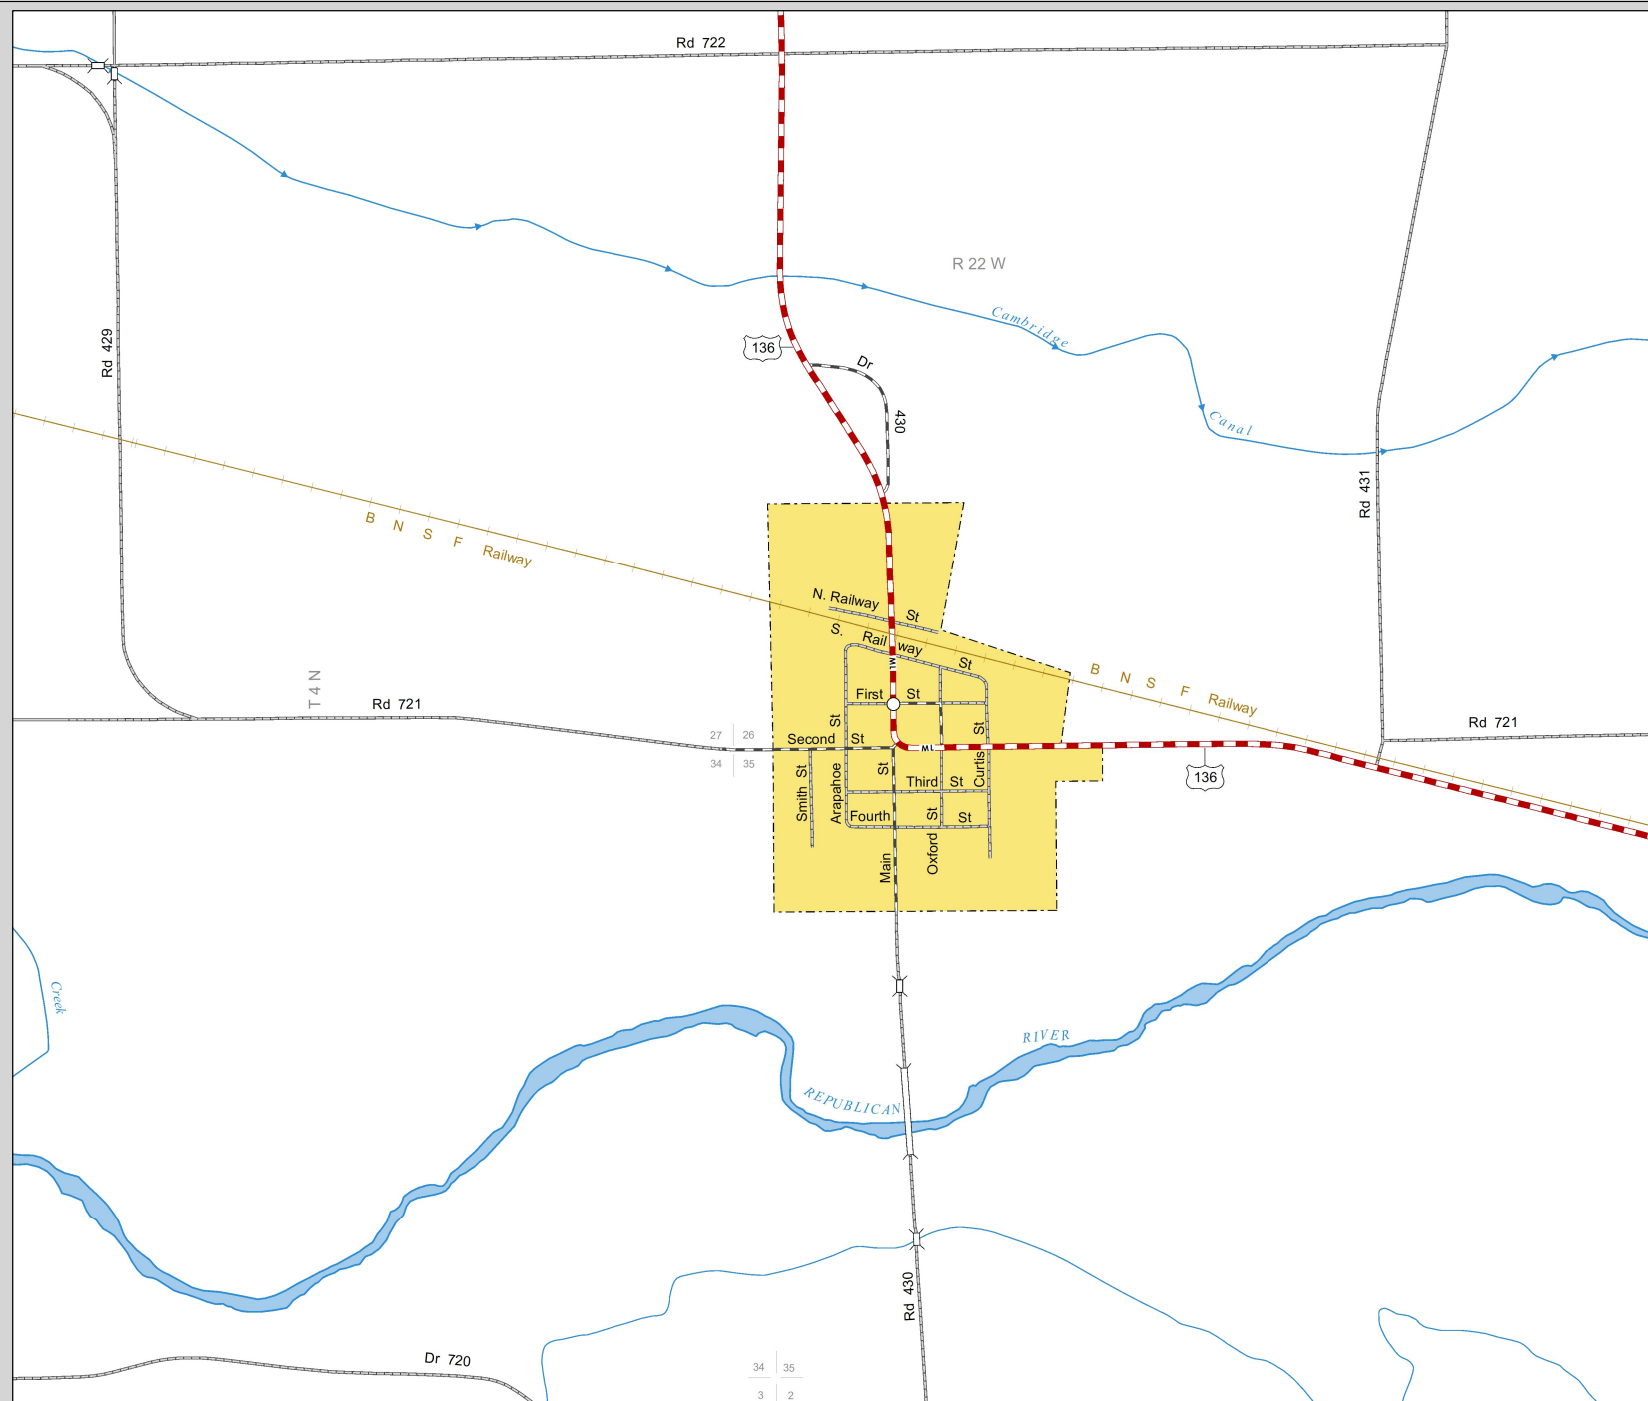 Rd 722
R 22 W
Cambridge
Rd 429
136
Dr
430
Canal
Rd 431
B N S F Railway
N. Railway St
S. Railway St
B N S F Railway
T 4 N
Rd 721
First St
St
St
Rd 721
27 26
34 35
Second St
ML
ML
136
Smith St
Arapahoe
St
Third St
Curtis
Fourth St
St
Main
Oxford
Creek
RIVER
REPUBLICAN
Rd 430
Dr 720
34 35
3 2